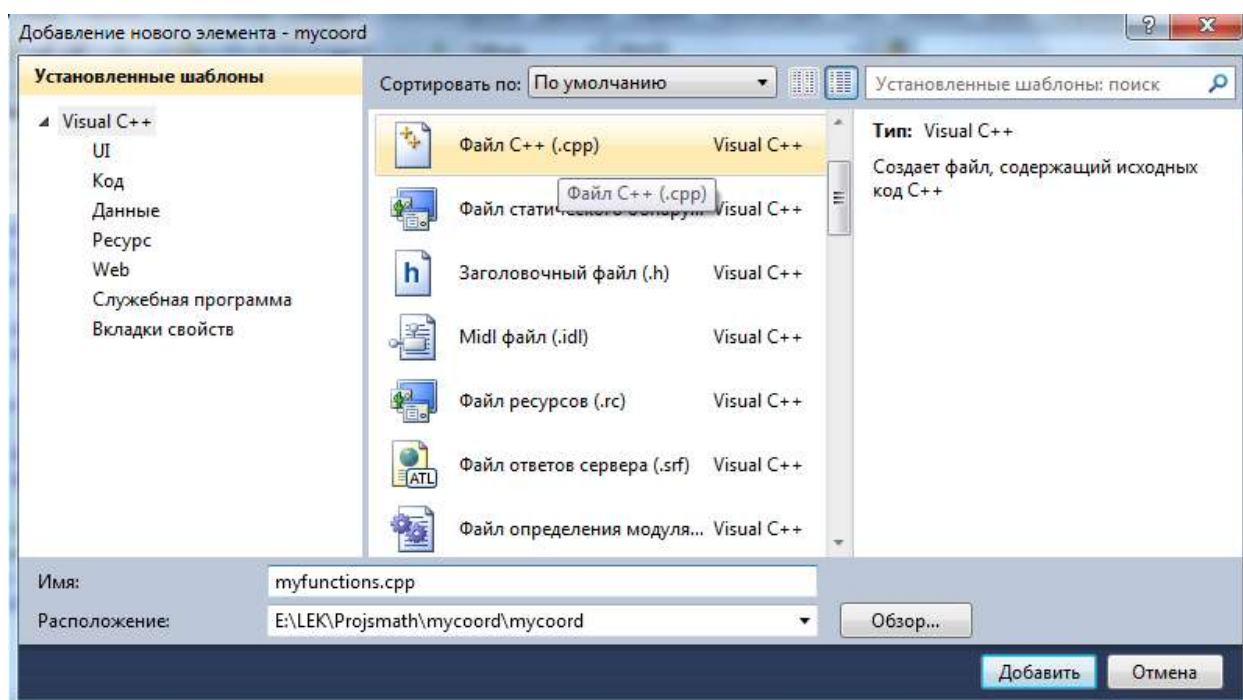 Добавление нового элемента - mycoord
Установленные шаблоны
Visual C++
UI
Код
Данные
Ресурс
Web
Служебная программа
Вкладки свойств
Сортировать по: По умолчанию
Установленные шаблоны: поиск
Файл C++ (.cpp) Visual C++
Файл C++ (.cpp)
Файл Visual C++
h
Заголовочный файл (.h) Visual C++
Midl файл (.idl) Visual C++
Файл ресурсов (.rc) Visual C++
Файл ответов сервера (.srf) Visual C++
ATL
Файл определения модуля... Visual C++
Тип: Visual C++
Создает файл, содержащий исходных
код C++
Имя: myfunctions.cpp
Расположение: E:\LEK\Projsmath\mycoord\mycoord
Обзор...
Добавить Отмена